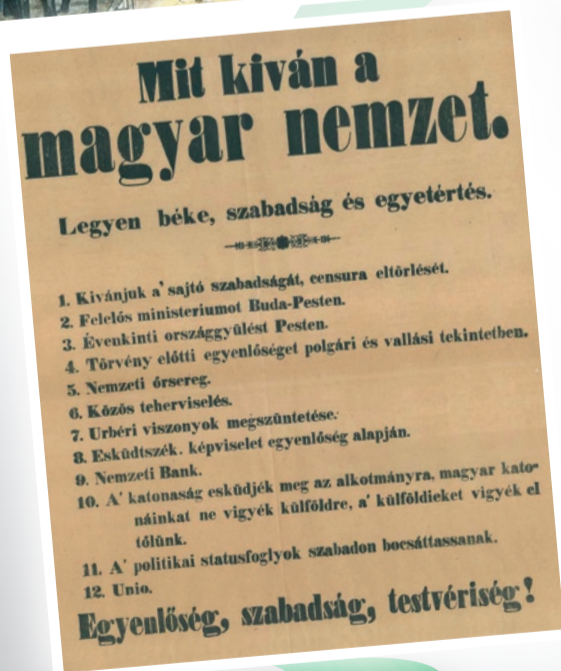 Mit kiván a
magyar nemzet.
Legyen béke, szabadság és egyetértés.
1. Kivánjuk a' sajtó szabadságát, censura eltörlését.
2. Felelős ministeriumot Buda-Pesten.
3. Évenkinti országgyülést Pesten.
4. Törvény előtti egyenlőséget polgári és vallási tekintetben.
5. Nemzeti őrsereg.
6. Közös teherviselés.
7. Urbéri viszonyok megszüntetése.
8. Esküdtszék. képviselet egyenlőség alapján.
9. Nemzeti Bank.
10. A' katonaság esküdjék meg az alkotmányra, magyar kato-
náinkat ne vigyék külföldre, a' külföldieket vigyék el
tőlünk.
11. A' politikai statusfoglyok szabadon bocsáttassanak.
12. Unio.
Egyenlőség, szabadság, testvériség!